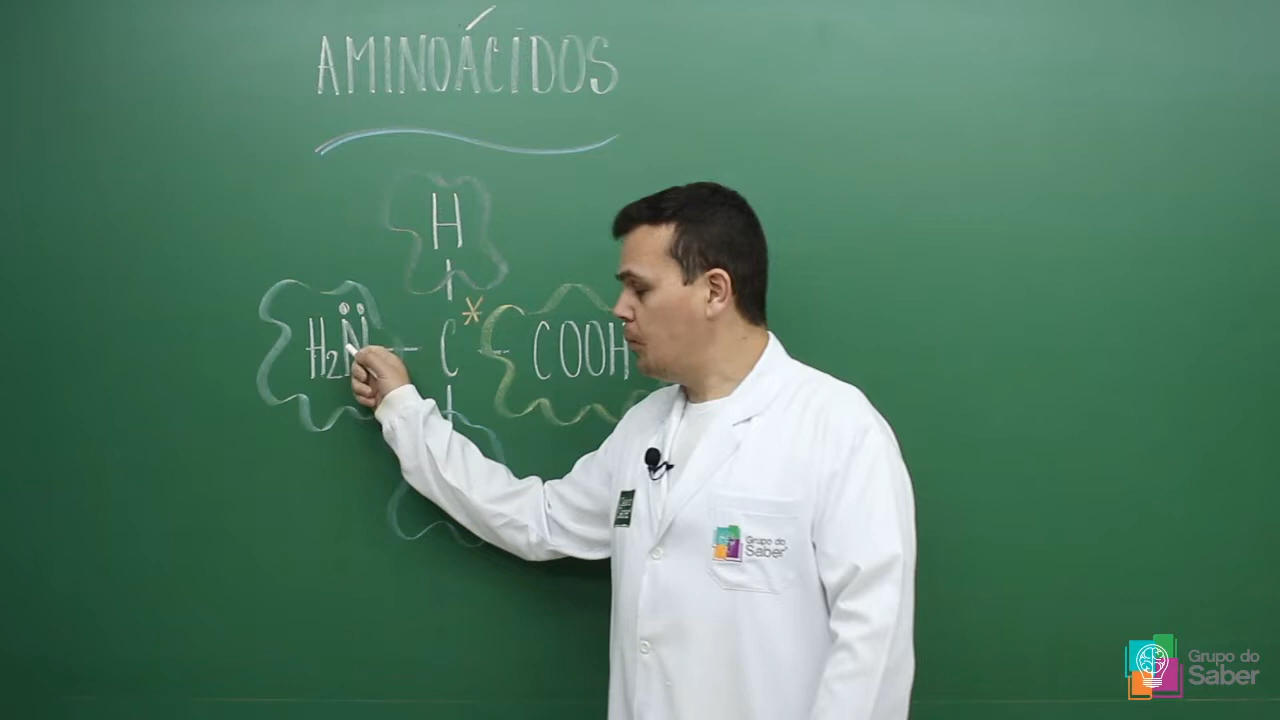 AMINOÁCIDOS
H
H₂N̈ — C* — COOH
Grupo do
Saber
Grupo do
Saber